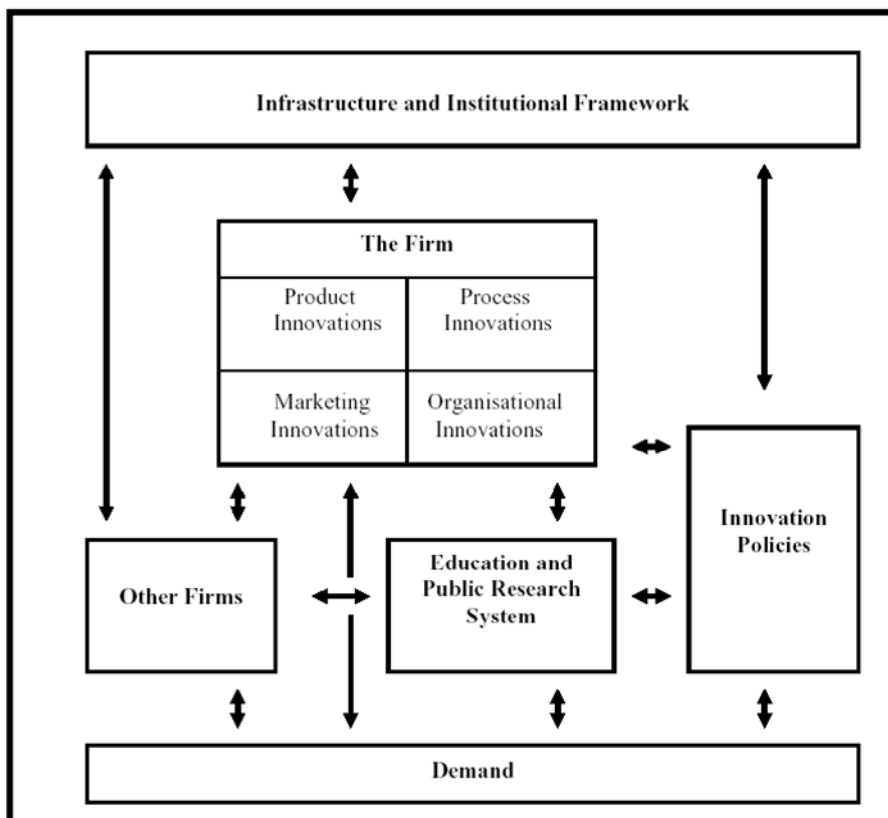 Infrastructure and Institutional Framework
The Firm
Product
Innovations
Process
Innovations
Marketing
Innovations
Organisational
Innovations
Innovation
Policies
Other Firms
Education and
Public Research
System
Demand